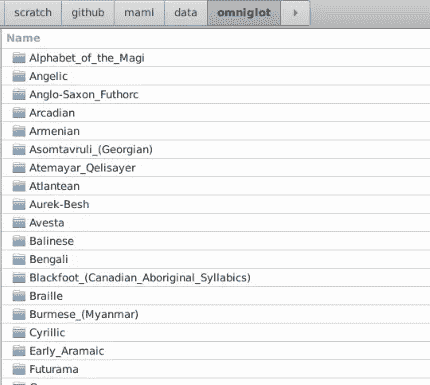 scratch github maml data omniglot
Name
Alphabet_of_the_Magi
Angelic
Anglo-Saxon_Futhorc
Arcadian
Armenian
Asomtavruli_(Georgian)
Atemayar_Qelisayer
Atlantean
Aurek-Besh
Avesta
Balinese
Bengali
Blackfoot_(Canadian_Aboriginal_Syllabics)
Braille
Burmese_(Myanmar)
Cyrillic
Early_Aramaic
Futurama